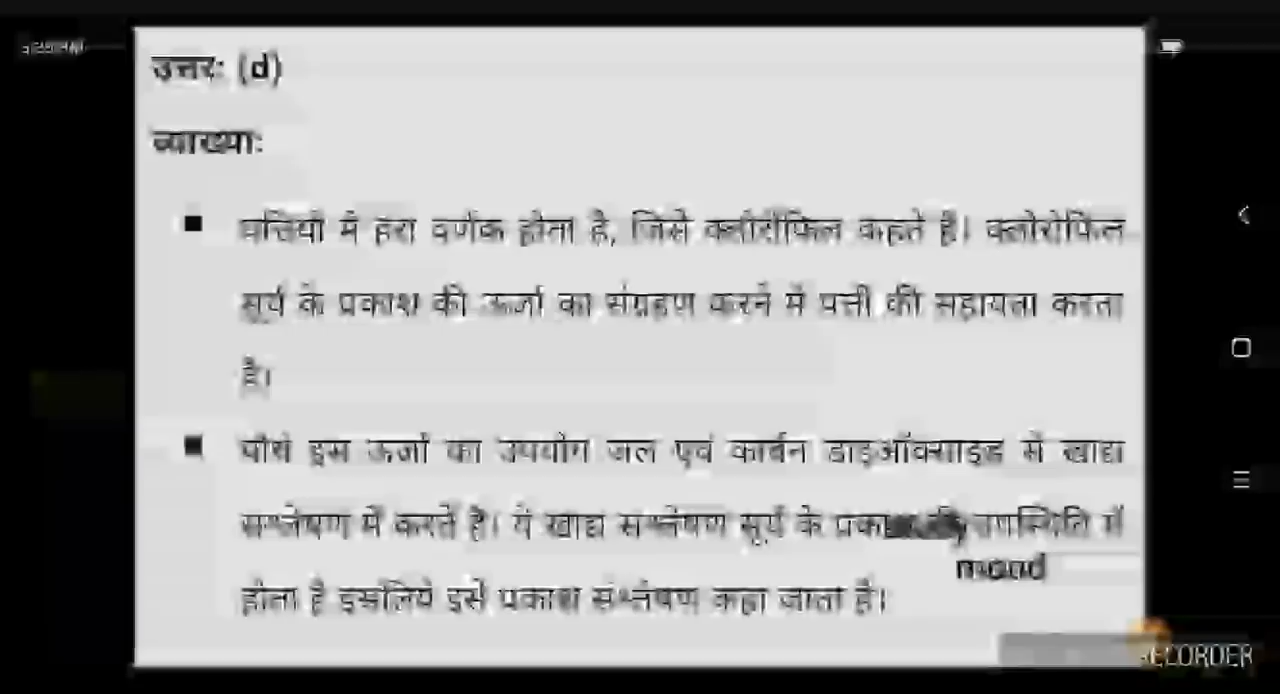 उत्तर: (d)
व्याख्या:
▪ पत्तियों में हरा वर्णक होता है, जिसे क्लोरोफिल कहते हैं। क्लोरोफिल
सूर्य के प्रकाश की ऊर्जा का संग्रहण करने में पत्ती की सहायता करता
है।
▪ पौधे इस ऊर्जा का उपयोग जल एवं कार्बन डाइऑक्साइड से खाद्य
संश्लेषण में करते हैं। ये खाद्य संश्लेषण सूर्य के प्रकाश की उपस्थिति में
mood
होता है इसलिये इसे प्रकाश संश्लेषण कहा जाता है।
RECORDER